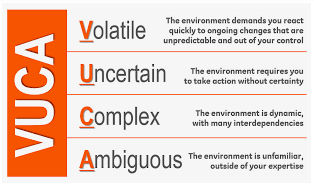 VUCA
Volatile
The environment demands you react
quickly to ongoing changes that are
unpredictable and out of your control
Uncertain
The environment requires you
to take action without certainty
Complex
The environment is dynamic,
with many interdependencies
Ambiguous
The environment is unfamiliar,
outside of your expertise